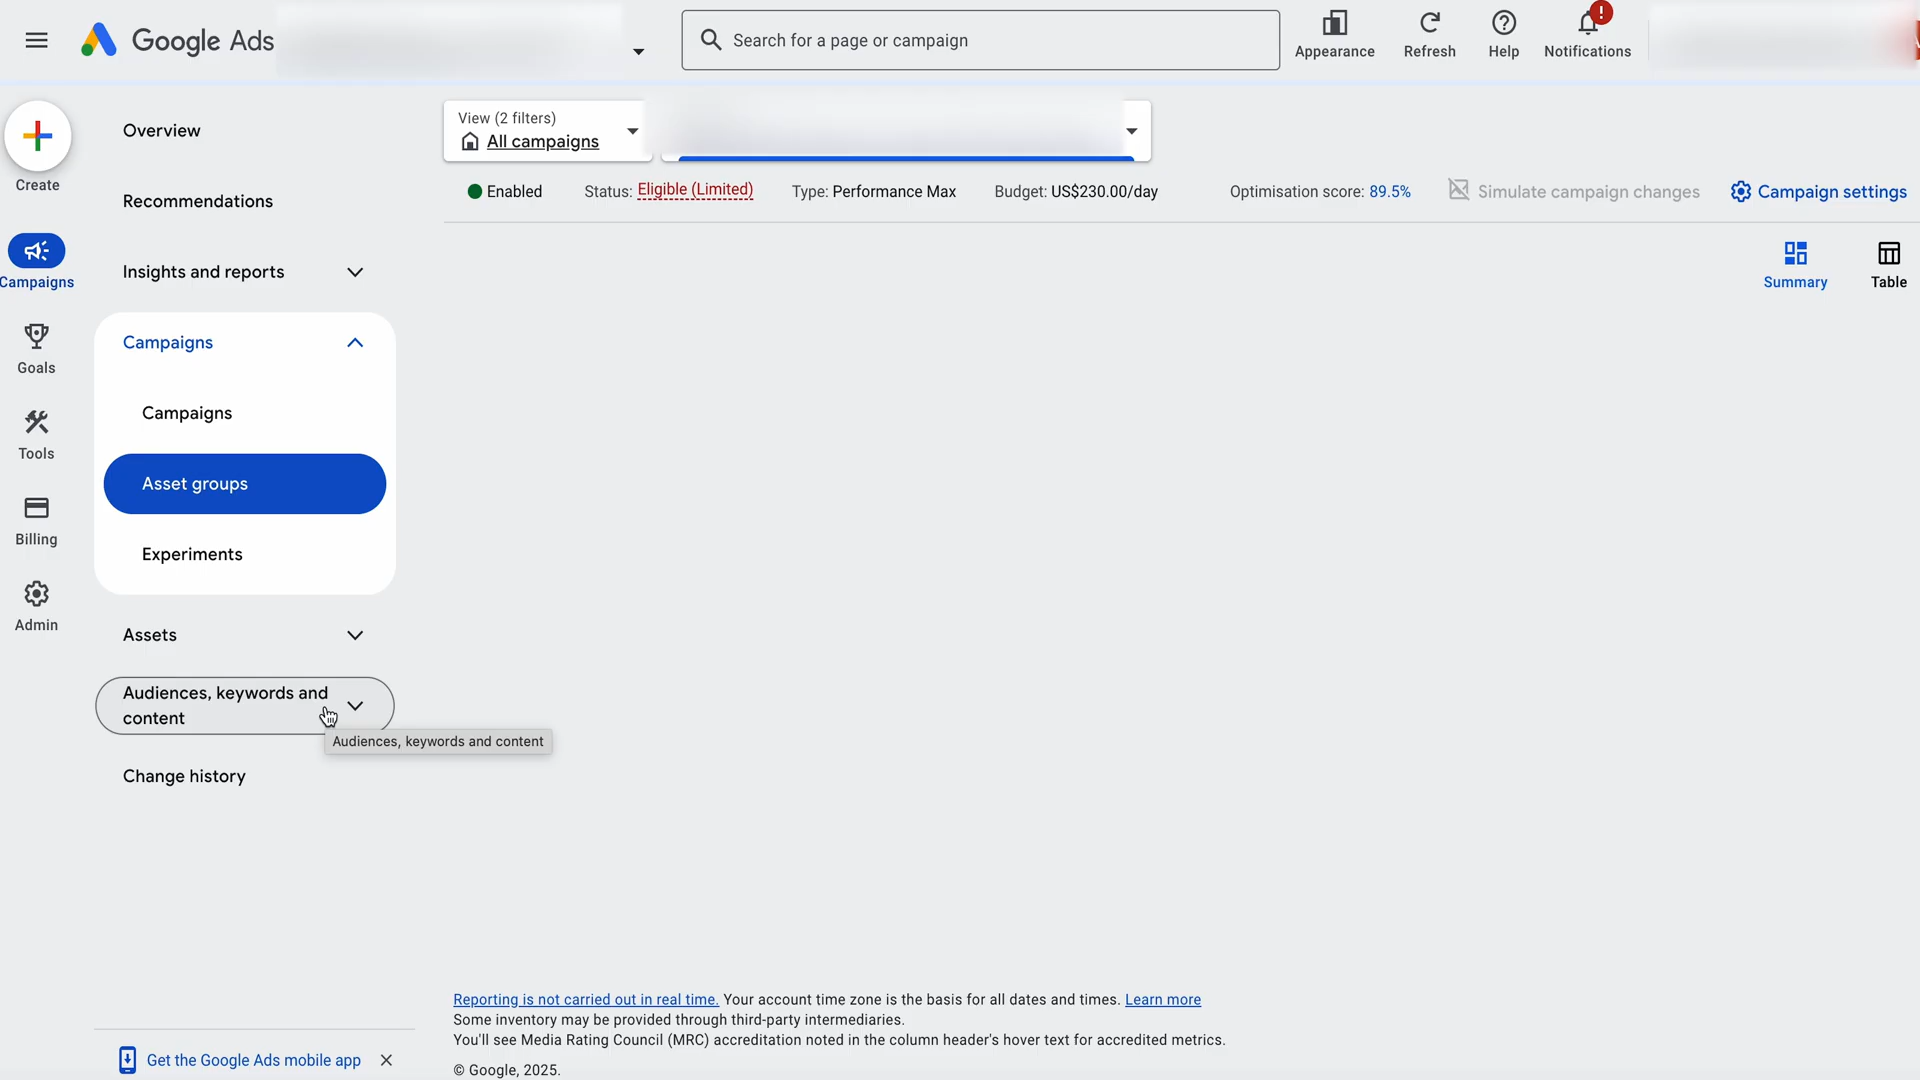 Google Ads
Search for a page or campaign
Appearance
Refresh
Help
!
Notifications
Create
Campaigns
Goals
Tools
Billing
Admin
Overview
Recommendations
Insights and reports
Campaigns
Campaigns
Asset groups
Experiments
Assets
Audiences, keywords and
content
Audiences, keywords and content
Change history
Get the Google Ads mobile app
View (2 filters)
All campaigns
Enabled
Status: Eligible (Limited)
Type: Performance Max
Budget: US$230.00/day
Optimisation score: 89.5%
Simulate campaign changes
Campaign settings
Summary
Table
Reporting is not carried out in real time. Your account time zone is the basis for all dates and times. Learn more
Some inventory may be provided through third-party intermediaries.
You'll see Media Rating Council (MRC) accreditation noted in the column header's hover text for accredited metrics.
© Google, 2025.